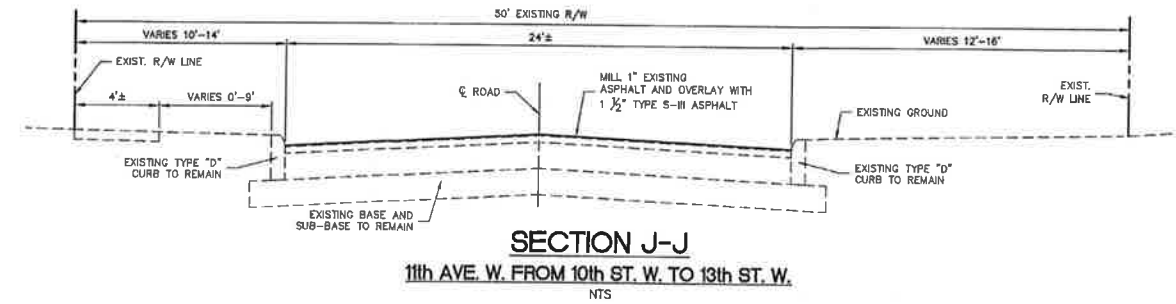 50' EXISTING R/W
VARIES 10'-14'
24'±
VARIES 12'-16'
EXIST. R/W LINE
4'±
VARIES 0'-9'
℄ ROAD
MILL 1" EXISTING
ASPHALT AND OVERLAY WITH
1 ½" TYPE S-III ASPHALT
EXIST.
R/W LINE
EXISTING GROUND
EXISTING TYPE "D"
CURB TO REMAIN
EXISTING TYPE "D"
CURB TO REMAIN
EXISTING BASE AND
SUB-BASE TO REMAIN
SECTION J-J
11th AVE. W. FROM 10th ST. W. TO 13th ST. W.
NTS